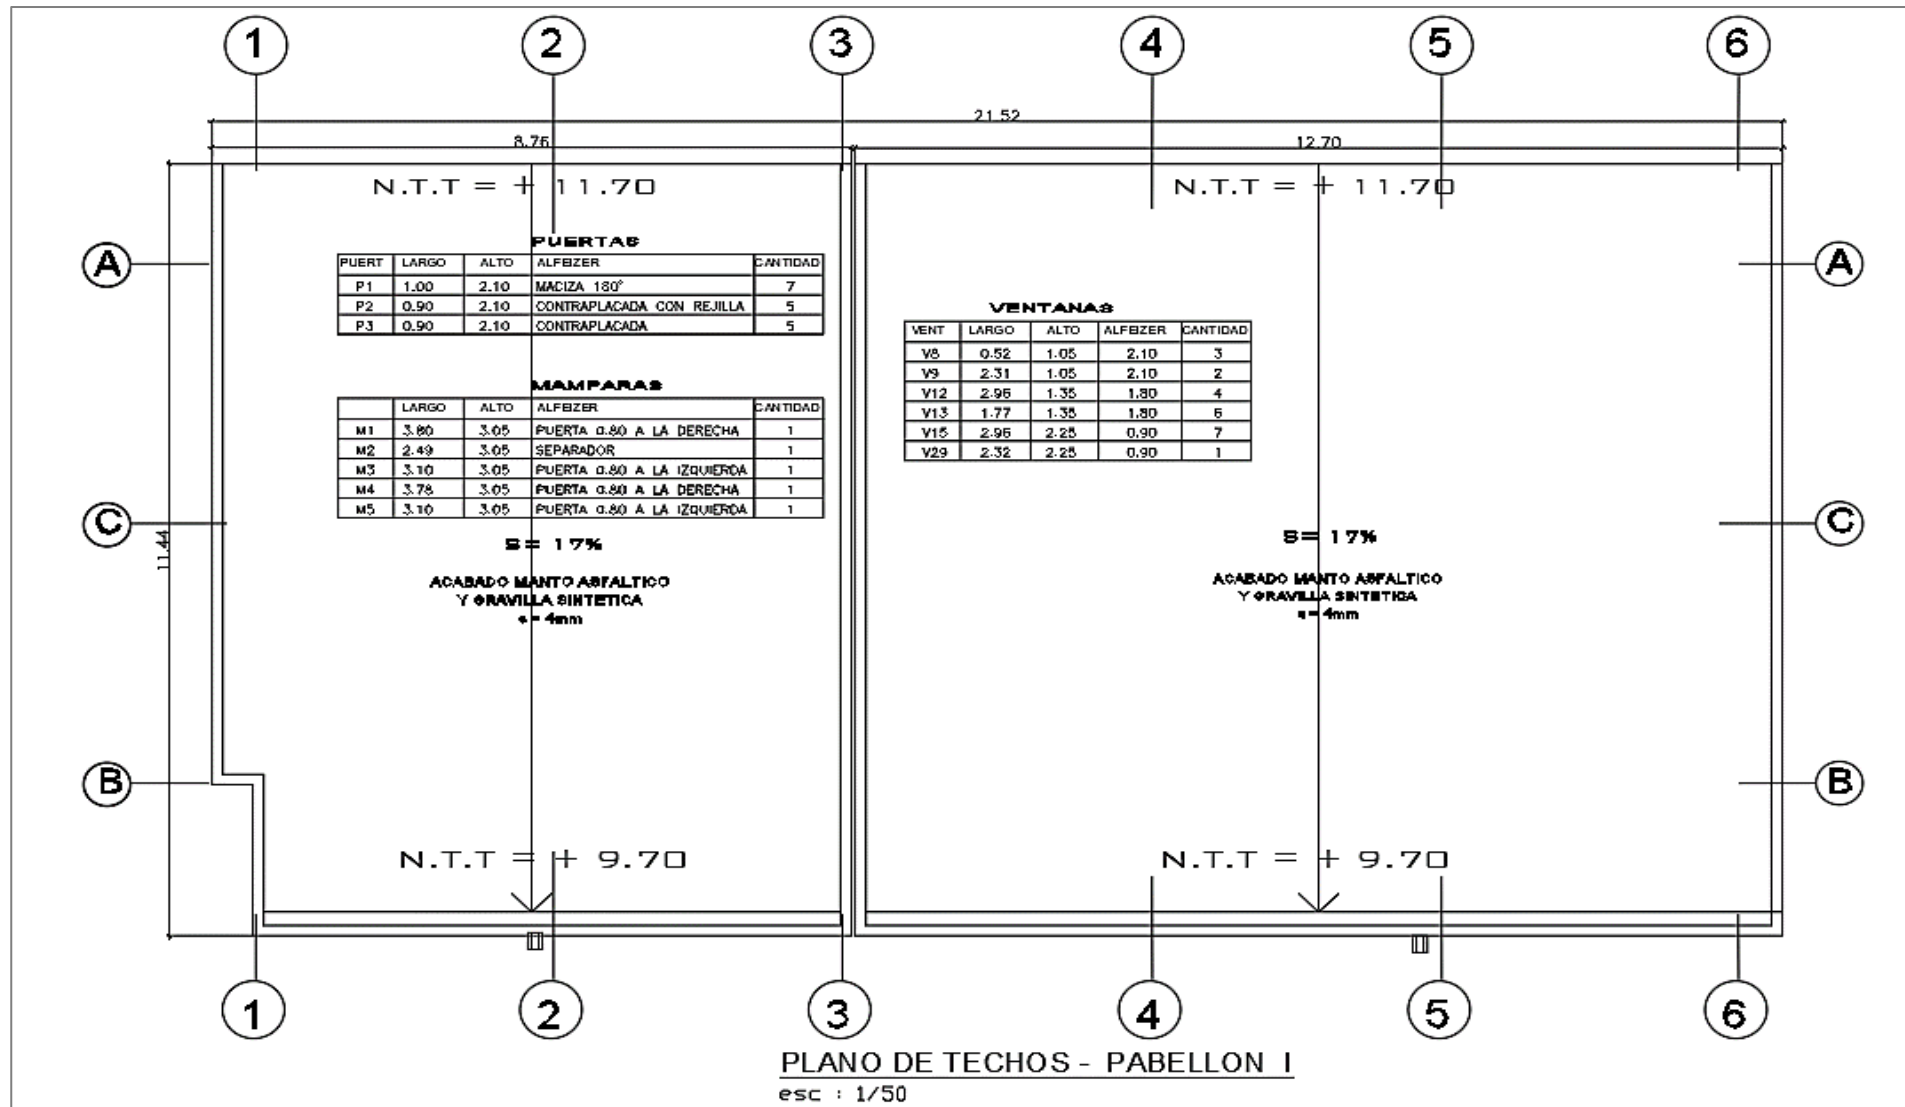 1 2 3 4 5 6
21.52
8.76 12.70
N.T.T = + 11.70 N.T.T = + 11.70
A A
PUERTAS
PUERT LARGO ALTO ALFEIZER CANTIDAD
P1 1.00 2.10 MACIZA 180° 7
P2 0.90 2.10 CONTRAPLACADA CON REJILLA 5
P3 0.90 2.10 CONTRAPLACADA 5
VENTANAS
VENT LARGO ALTO ALFEIZER CANTIDAD
V8 0.52 1.05 2.10 3
V9 2.31 1.05 2.10 2
V12 2.96 1.35 1.80 4
V13 1.77 1.35 1.80 6
V15 2.96 2.25 0.90 7
V29 2.32 2.25 0.90 1
MAMPARAS
LARGO ALTO ALFEIZER CANTIDAD
M1 3.80 3.05 PUERTA 0.80 A LA DERECHA 1
M2 2.49 3.05 SEPARADOR 1
M3 3.10 3.05 PUERTA 0.80 A LA IZQUIERDA 1
M4 3.78 3.05 PUERTA 0.80 A LA DERECHA 1
M5 3.10 3.05 PUERTA 0.80 A LA IZQUIERDA 1
C C
11.44
S= 17% S= 17%
ACABADO MANTO ASFALTICO
Y GRAVILLA SINTETICA
e= 4mm
ACABADO MANTO ASFALTICO
Y GRAVILLA SINTETICA
e= 4mm
B B
N.T.T = + 9.70 N.T.T = + 9.70
1 2 3 4 5 6
PLANO DE TECHOS - PABELLON I
esc : 1/50